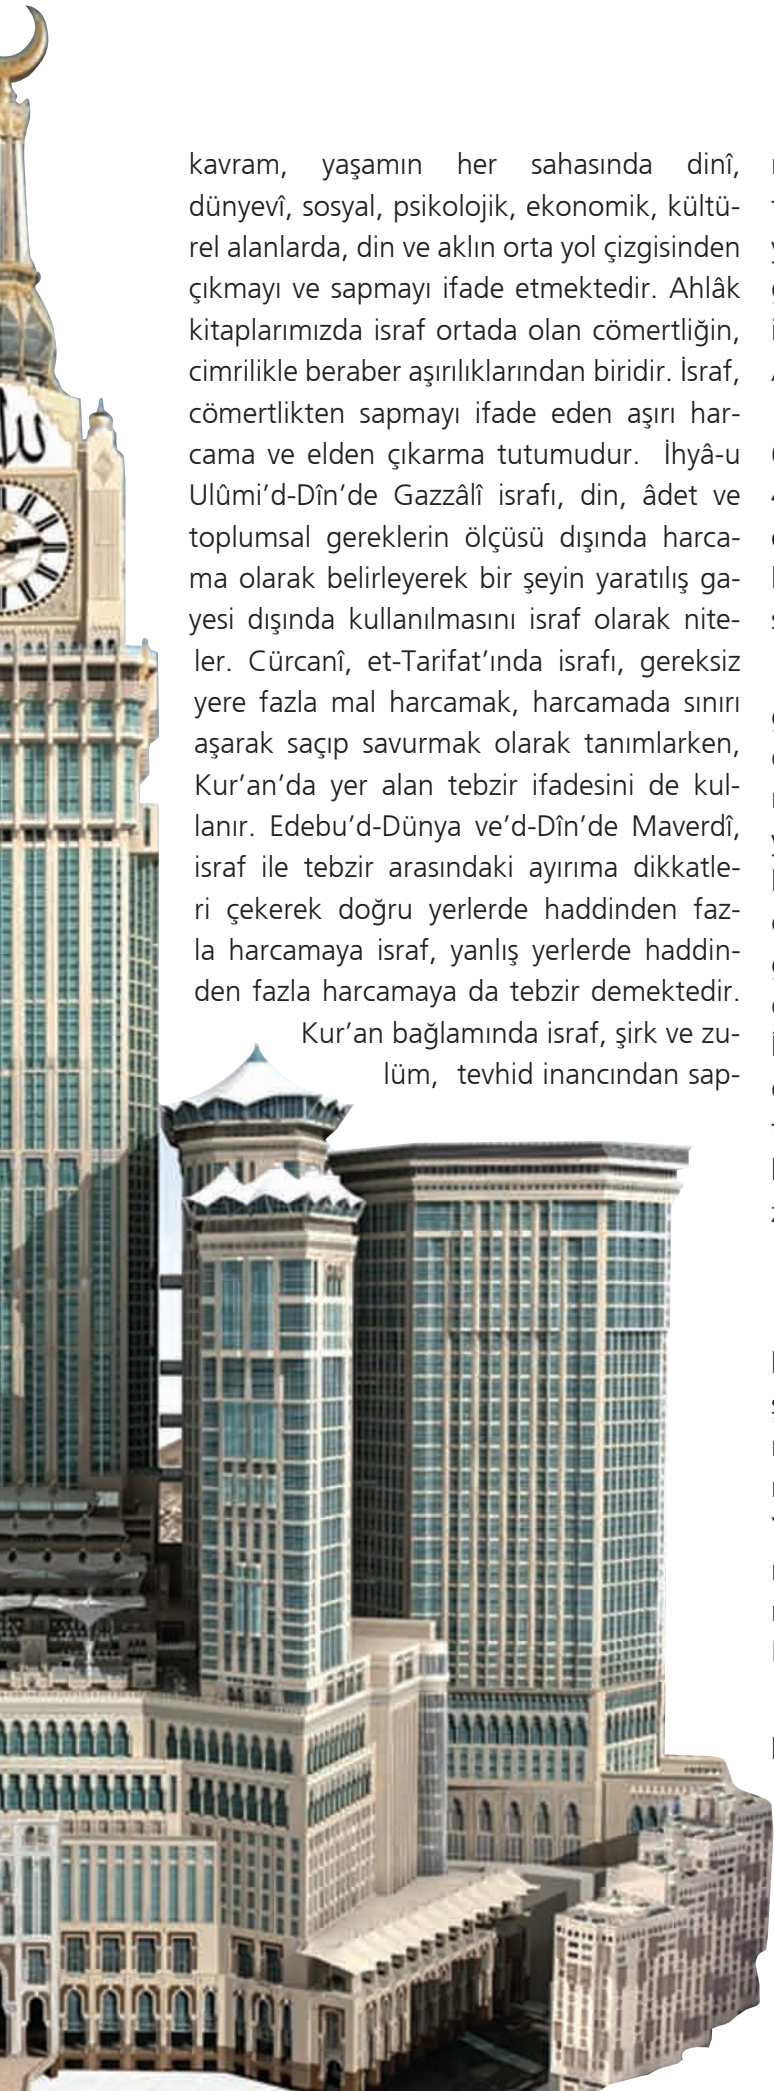 kavram, yaşamın her sahasında dinî,
dünyevî, sosyal, psikolojik, ekonomik, kültü-
rel alanlarda, din ve aklın orta yol çizgisinden
çıkmayı ve sapmayı ifade etmektedir. Ahlâk
kitaplarımızda israf ortada olan cömertliğin,
cimrilikle beraber aşırılıklarından biridir. İsraf,
cömertlikten sapmayı ifade eden aşırı har-
cama ve elden çıkarma tutumudur. İhyâ-u
Ulûmi’d-Dîn’de Gazzâlî israfı, din, âdet ve
toplumsal gereklerin ölçüsü dışında harca-
ma olarak belirleyerek bir şeyin yaratılış ga-
yesi dışında kullanılmasını israf olarak nite-
ler. Cürcanî, et-Tarifat’ında israfı, gereksiz
yere fazla mal harcamak, harcamada sınırı
aşarak saçıp savurmak olarak tanımlarken,
Kur’an’da yer alan tebzir ifadesini de kul-
lanır. Edebu’d-Dünya ve’d-Dîn’de Maverdî,
israf ile tebzir arasındaki ayırıma dikkatle-
ri çekerek doğru yerlerde haddinden faz-
la harcamaya israf, yanlış yerlerde haddin-
den fazla harcamaya da tebzir demektedir.
Kur’an bağlamında israf, şirk ve zu-
lüm, tevhid inancından sap-